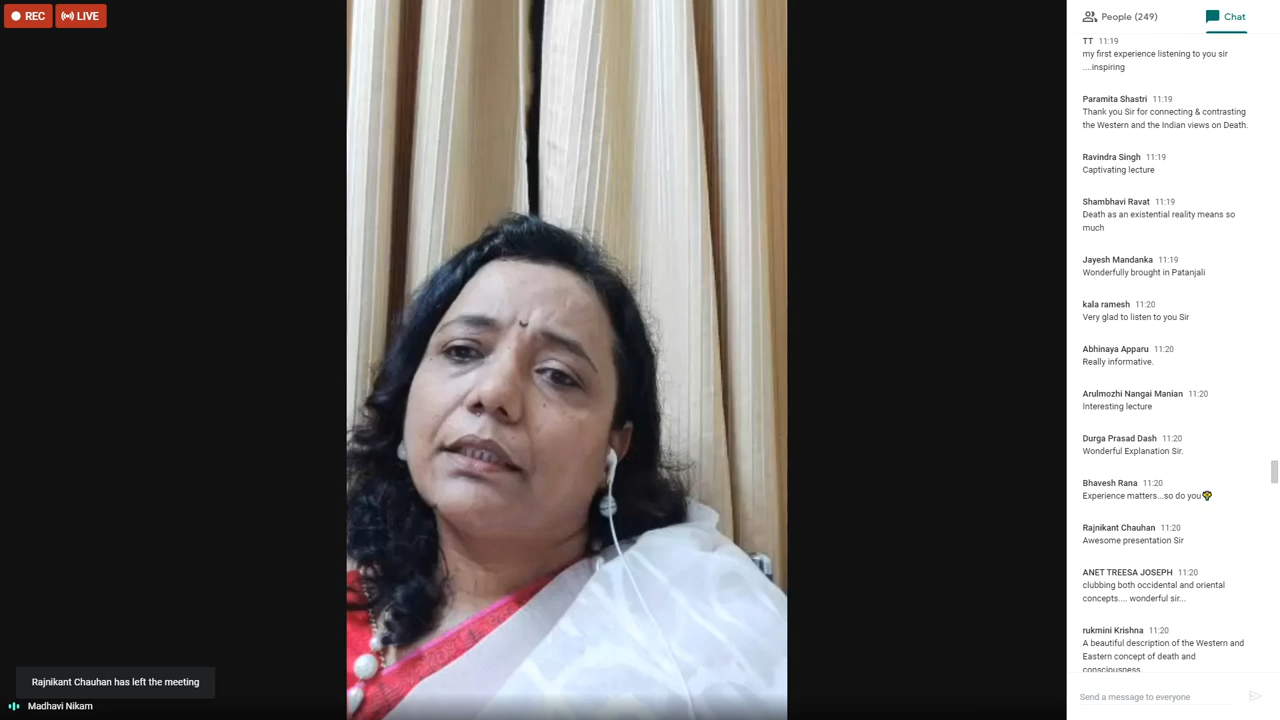 REC
LIVE
People (249)
Chat
TT 11:19
my first experience listening to you sir
....inspiring
Paramita Shastri 11:19
Thank you Sir for connecting & contrasting
the Western and the Indian views on Death.
Ravindra Singh 11:19
Captivating lecture
Shambhavi Ravat 11:19
Death as an existential reality means so
much
Jayesh Mandanka 11:19
Wonderfully brought in Patanjali
kala ramesh 11:20
Very glad to listen to you Sir
Abhinaya Apparu 11:20
Really informative.
Arulmozhi Nangai Manian 11:20
Interesting lecture
Durga Prasad Dash 11:20
Wonderful Explanation Sir.
Bhavesh Rana 11:20
Experience matters...so do you
Rajnikant Chauhan 11:20
Awesome presentation Sir
ANET TREESA JOSEPH 11:20
clubbing both occidental and oriental
concepts.... wonderful sir...
rukmini Krishna 11:20
A beautiful description of the Western and
Eastern concept of death and
consciousness
Send a message to everyone
Rajnikant Chauhan has left the meeting
Madhavi Nikam